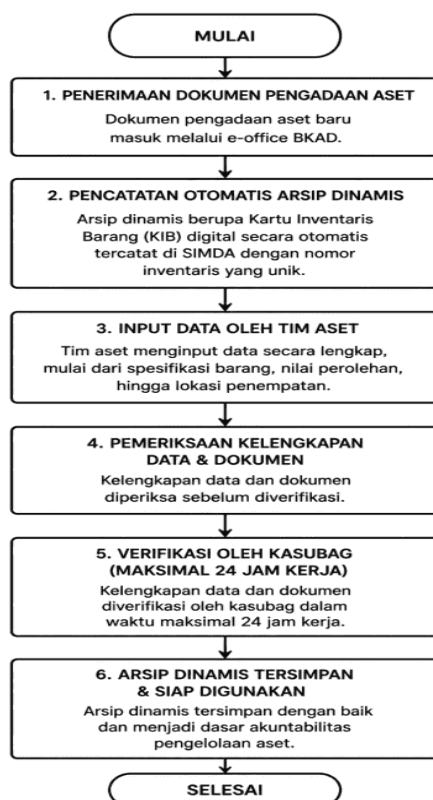 MULAI
1. PENERIMAAN DOKUMEN PENGADAAN ASET
Dokumen pengadaan aset baru
masuk melalui e-office BKAD.
2. PENCATATAN OTOMATIS ARSIP DINAMIS
Arsip dinamis berupa Kartu Inventaris
Barang (KIB) digital secara otomatis
tercatat di SIMDA dengan nomor
inventaris yang unik.
3. INPUT DATA OLEH TIM ASET
Tim aset menginput data secara lengkap,
mulai dari spesifikasi barang, nilai perolehan,
hingga lokasi penempatan.
4. PEMERIKSAAN KELENGKAPAN
DATA & DOKUMEN
Kelengkapan data dan dokumen
diperiksa sebelum diverifikasi.
5. VERIFIKASI OLEH KASUBAG
(MAKSIMAL 24 JAM KERJA)
Kelengkapan data dan dokumen
diverifikasi oleh kasubag dalam
waktu maksimal 24 jam kerja.
6. ARSIP DINAMIS TERSIMPAN
& SIAP DIGUNAKAN
Arsip dinamis tersimpan dengan baik
dan menjadi dasar akuntabilitas
pengelolaan aset.
SELESAI